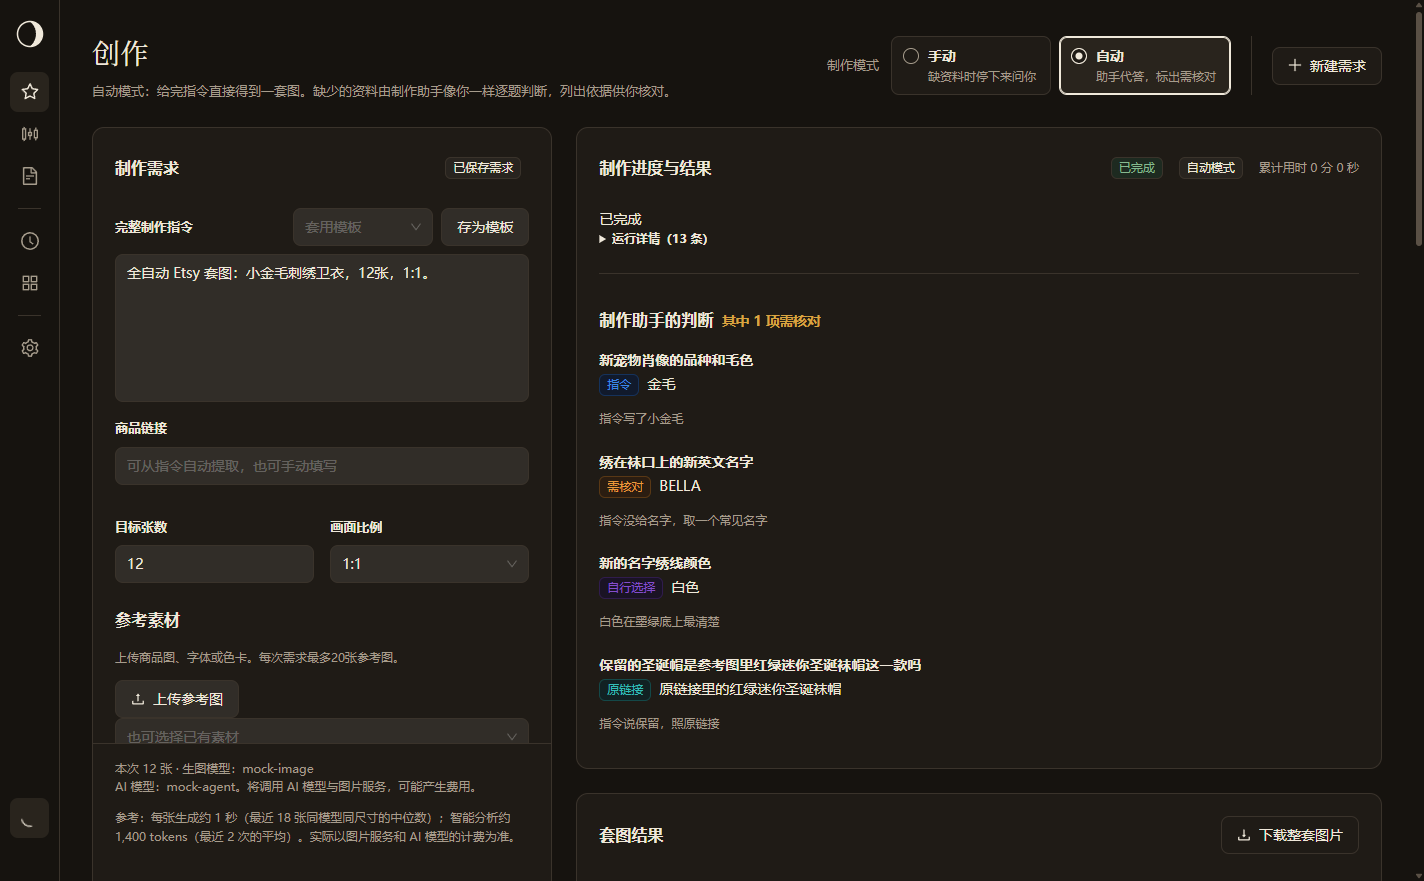 创作
自动模式：给完指令直接得到一套图。缺少的资料由制作助手像你一样逐题判断，列出依据供你核对。
制作模式
手动
缺资料时停下来问你
自动
助手代答，标出需核对
新建需求
制作需求
已保存需求
完整制作指令
套用模板
存为模板
全自动 Etsy 套图：小金毛刺绣卫衣，12张，1:1。
商品链接
可从指令自动提取，也可手动填写
目标张数
画面比例
12
1:1
参考素材
上传商品图、字体或色卡。每次需求最多20张参考图。
上传参考图
也可选择已有素材
本次 12 张 · 生图模型：mock-image
AI 模型：mock-agent。将调用 AI 模型与图片服务，可能产生费用。
参考：每张生成约 1 秒（最近 18 张同模型同尺寸的中位数）；智能分析约
1,400 tokens（最近 2 次的平均）。实际以图片服务和 AI 模型的计费为准。
制作进度与结果
已完成
自动模式
累计用时 0 分 0 秒
已完成
运行详情（13 条）
制作助手的判断 其中 1 项需核对
新宠物肖像的品种和毛色
指令 金毛
指令写了小金毛
绣在袜口上的新英文名字
需核对 BELLA
指令没给名字，取一个常见名字
新的名字绣线颜色
自行选择 白色
白色在墨绿底上最清楚
保留的圣诞帽是参考图里红绿迷你圣诞袜帽这一款吗
原链接 原链接里的红绿迷你圣诞袜帽
指令说保留，照原链接
套图结果
下载整套图片